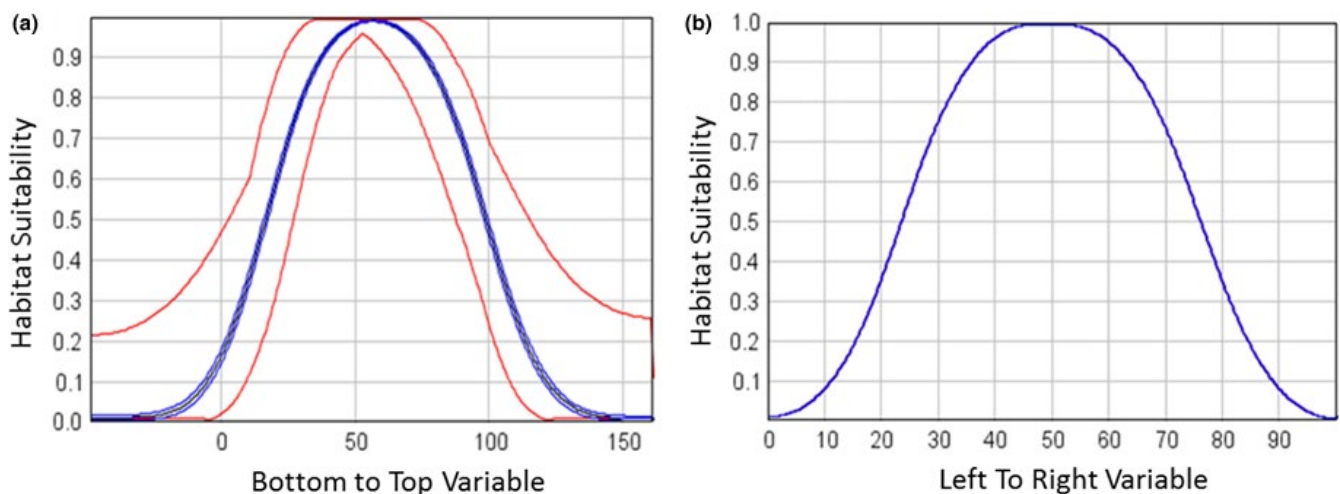 (a)
Habitat Suitability
0.9
0.8
0.7
0.6
0.5
0.4
0.3
0.2
0.1
0.0
0 50 100 150
Bottom to Top Variable
(b)
Habitat Suitability
1.0
0.9
0.8
0.7
0.6
0.5
0.4
0.3
0.2
0.1
0 10 20 30 40 50 60 70 80 90
Left To Right Variable